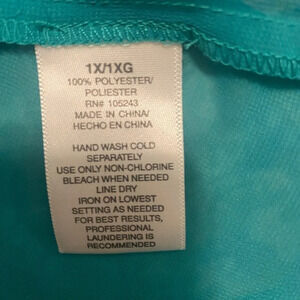 1X/1XG
100% POLYESTER/
POLIESTER
RN# 105243
MADE IN CHINA/
HECHO EN CHINA
HAND WASH COLD
SEPARATELY
USE ONLY NON-CHLORINE
BLEACH WHEN NEEDED
LINE DRY
IRON ON LOWEST
SETTING AS NEEDED
FOR BEST RESULTS,
PROFESSIONAL
LAUNDERING IS
RECOMMENDED